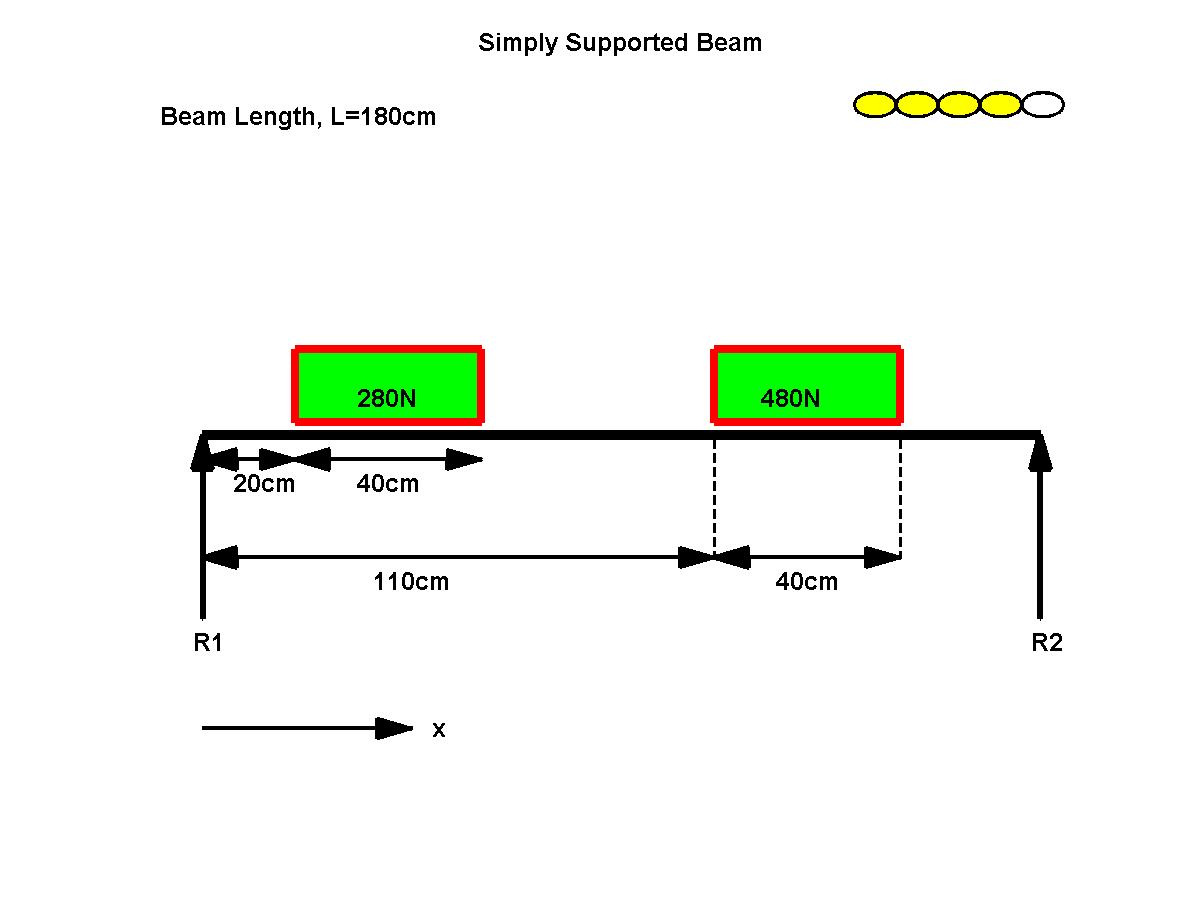 Simply Supported Beam
Beam Length, L=180cm
280N
480N
20cm
40cm
110cm
40cm
R1
R2
x